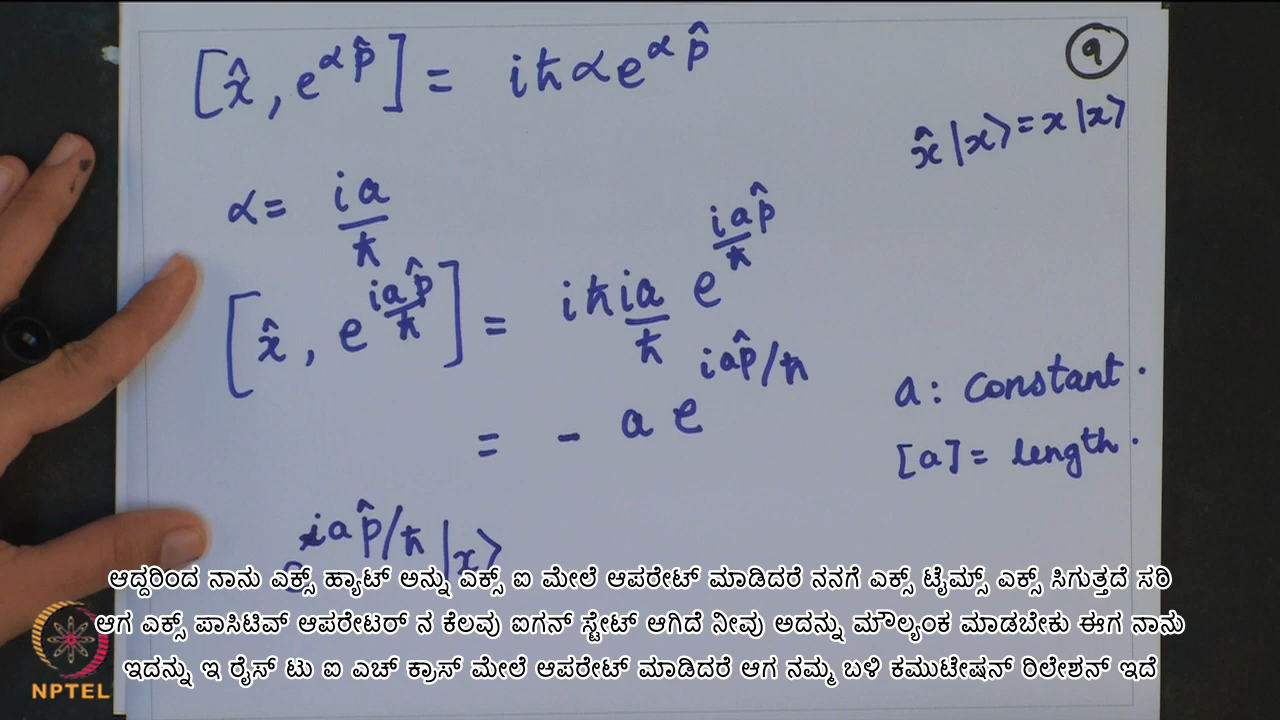 [x̂, e^{αp̂}] = iħαe^{αp̂}
9
x̂|x⟩=x|x⟩
α= ia/ħ
[x̂, e^{iap̂/ħ}] = iħ ia/ħ e^{iap̂/ħ}
= - a e^{iap̂/ħ}
a: constant.
[a]= length.
e^{iap̂/ħ}|x⟩
ಆದ್ದರಿಂದ ನಾನು ಎಕ್ಸ್ ಹ್ಯಾಟ್ ಅನ್ನು ಎಕ್ಸ್ ಐ ಮೇಲೆ ಆಪರೇಟ್ ಮಾಡಿದರೆ ನನಗೆ ಎಕ್ಸ್ ಟೈಮ್ಸ್ ಎಕ್ಸ್ ಸಿಗುತ್ತದೆ ಸರಿ
ಆಗ ಎಕ್ಸ್ ಪಾಸಿಟಿವ್ ಆಪರೇಟರ್ ನ ಕೆಲವು ಐಗನ್ ಸ್ಟೇಟ್ ಆಗಿದೆ ನೀವು ಅದನ್ನು ಮೌಲ್ಯಂಕ ಮಾಡಬೇಕು ಈಗ ನಾನು
ಇದನ್ನು ಇ ರೈಸ್ ಟು ಐ ಎಚ್ ಕ್ರಾಸ್ ಮೇಲೆ ಆಪರೇಟ್ ಮಾಡಿದರೆ ಆಗ ನಮ್ಮ ಬಳಿ ಕಮುಟೇಷನ್ ರಿಲೇಶನ್ ಇದೆ
NPTEL